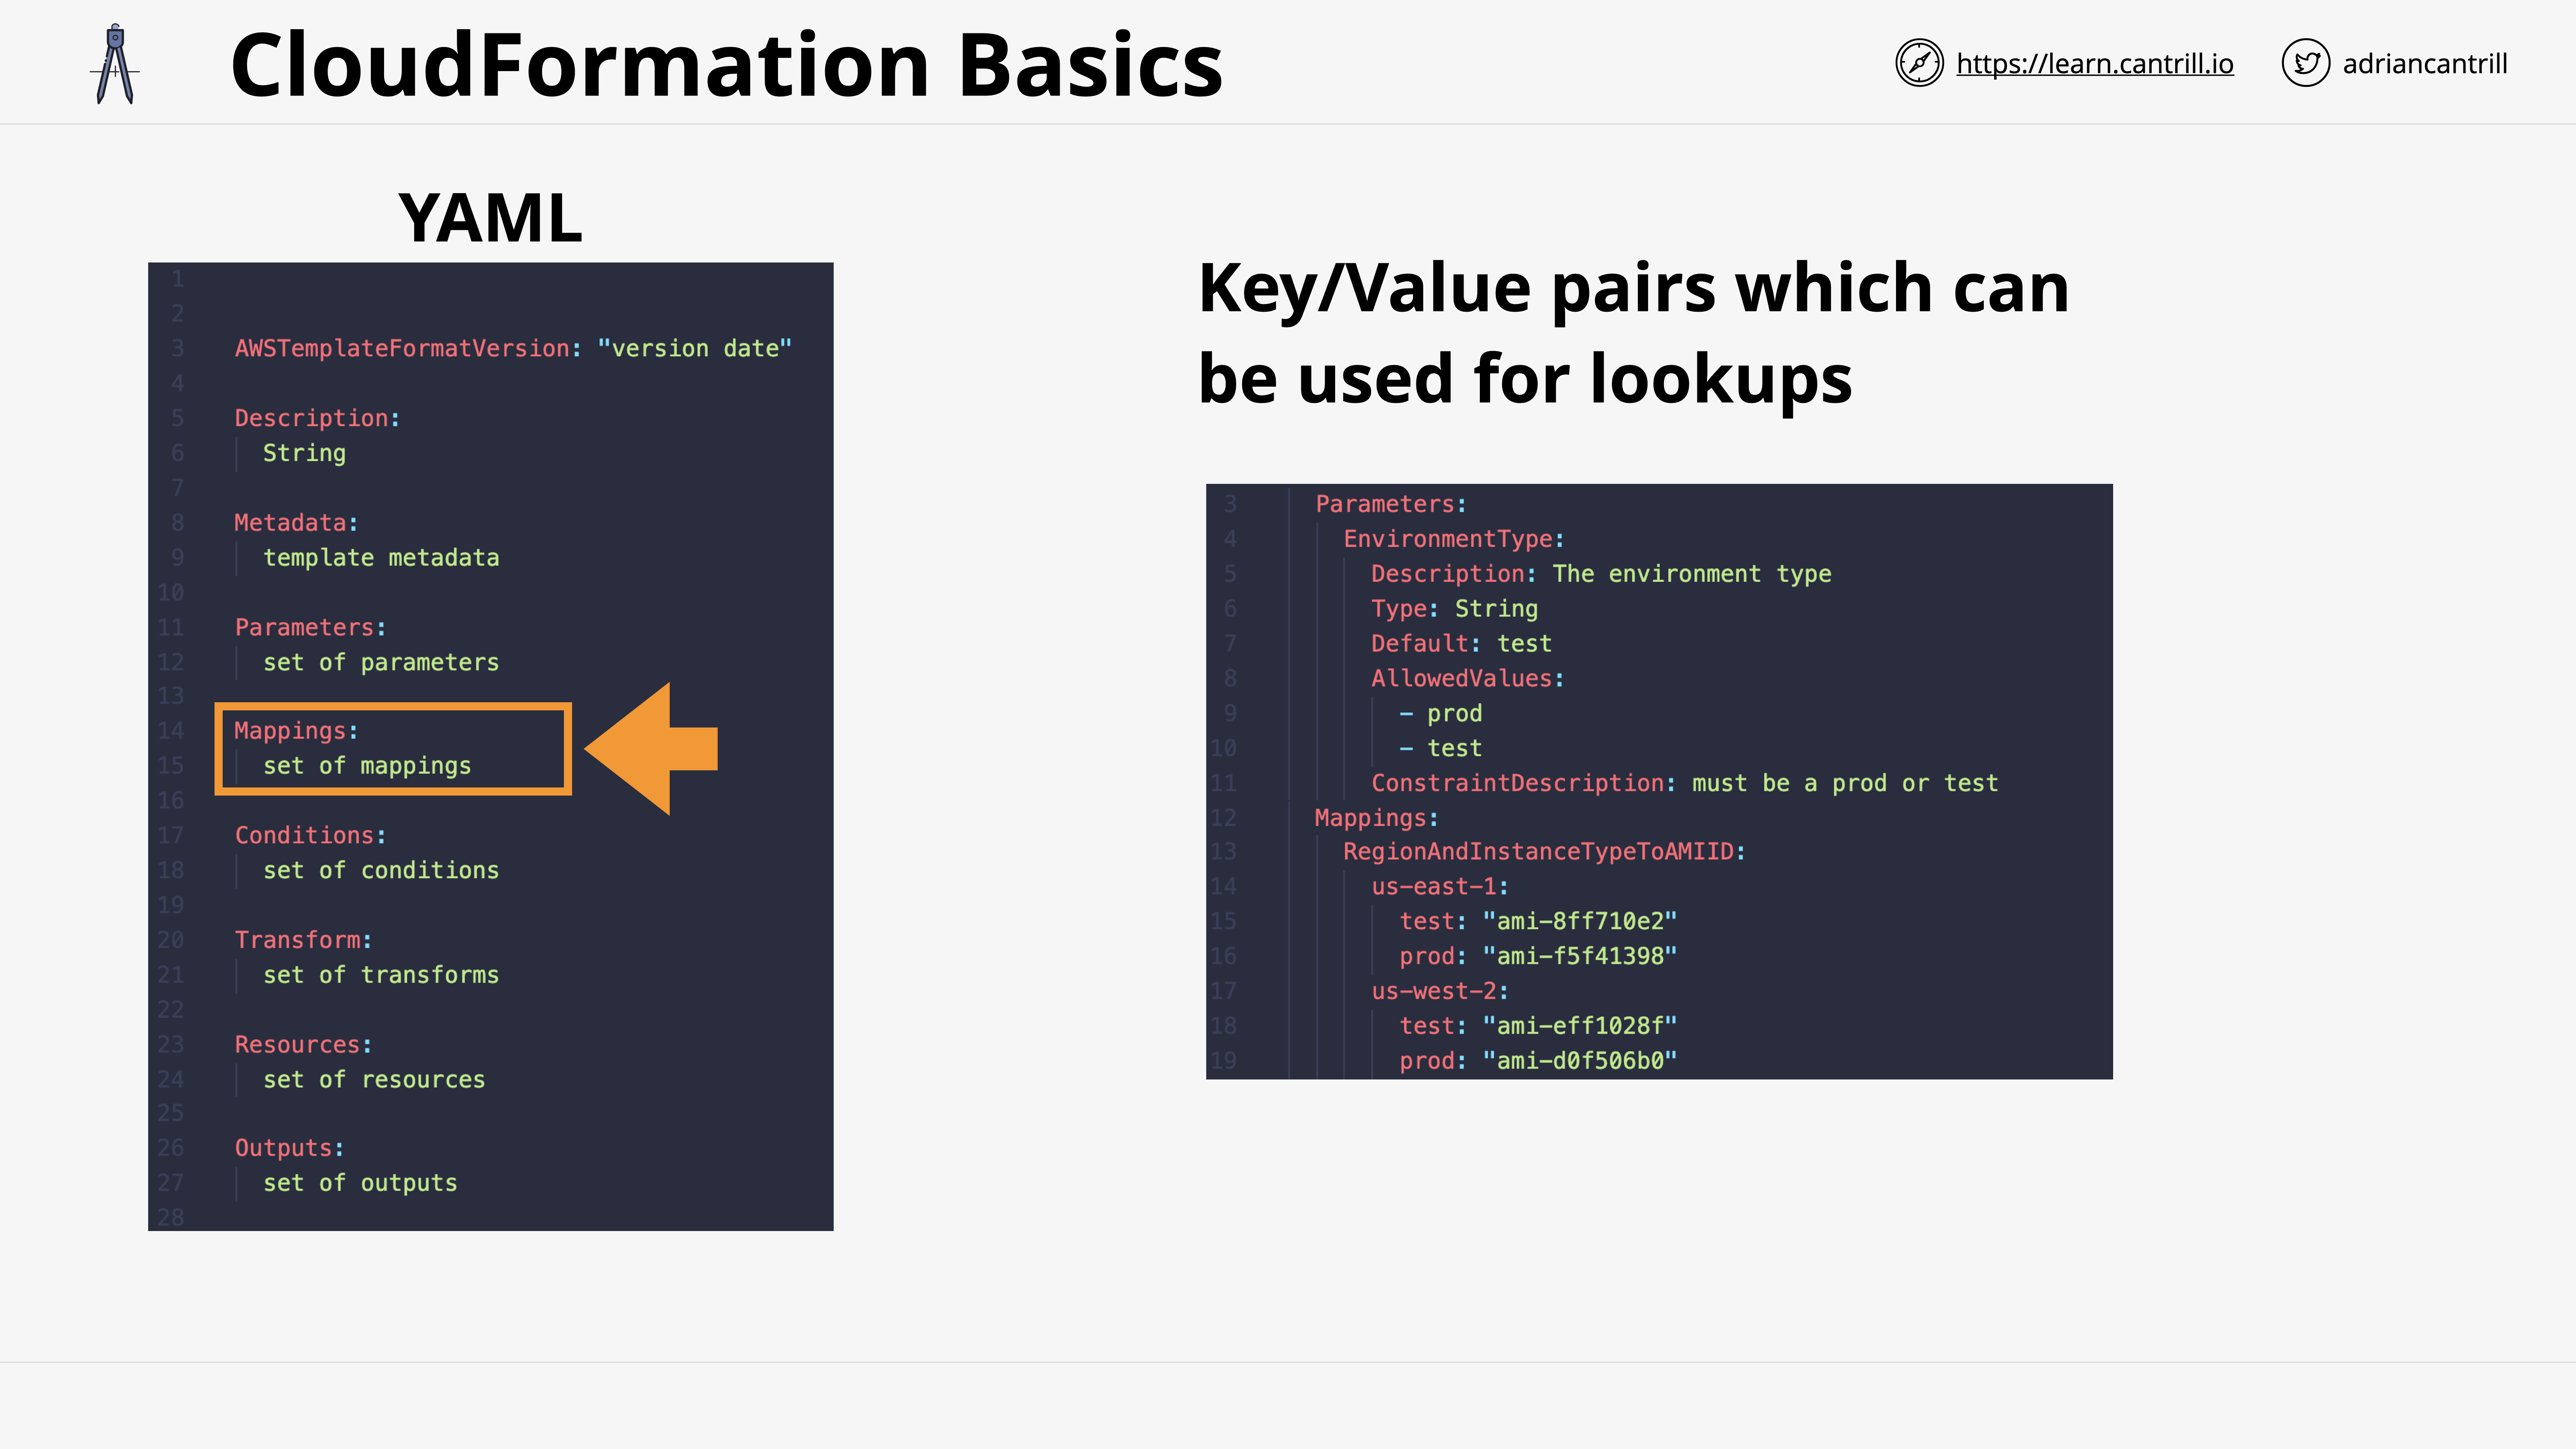 CloudFormation Basics
https://learn.cantrill.io
adriancantrill
YAML
1
2
3 AWSTemplateFormatVersion: "version date"
4
5 Description:
6 String
7
8 Metadata:
9 template metadata
10
11 Parameters:
12 set of parameters
13
14 Mappings:
15 set of mappings
16
17 Conditions:
18 set of conditions
19
20 Transform:
21 set of transforms
22
23 Resources:
24 set of resources
25
26 Outputs:
27 set of outputs
28
Key/Value pairs which can
be used for lookups
3 Parameters:
4 EnvironmentType:
5 Description: The environment type
6 Type: String
7 Default: test
8 AllowedValues:
9 - prod
10 - test
11 ConstraintDescription: must be a prod or test
12 Mappings:
13 RegionAndInstanceTypeToAMIID:
14 us-east-1:
15 test: "ami-8ff710e2"
16 prod: "ami-f5f41398"
17 us-west-2:
18 test: "ami-eff1028f"
19 prod: "ami-d0f506b0"